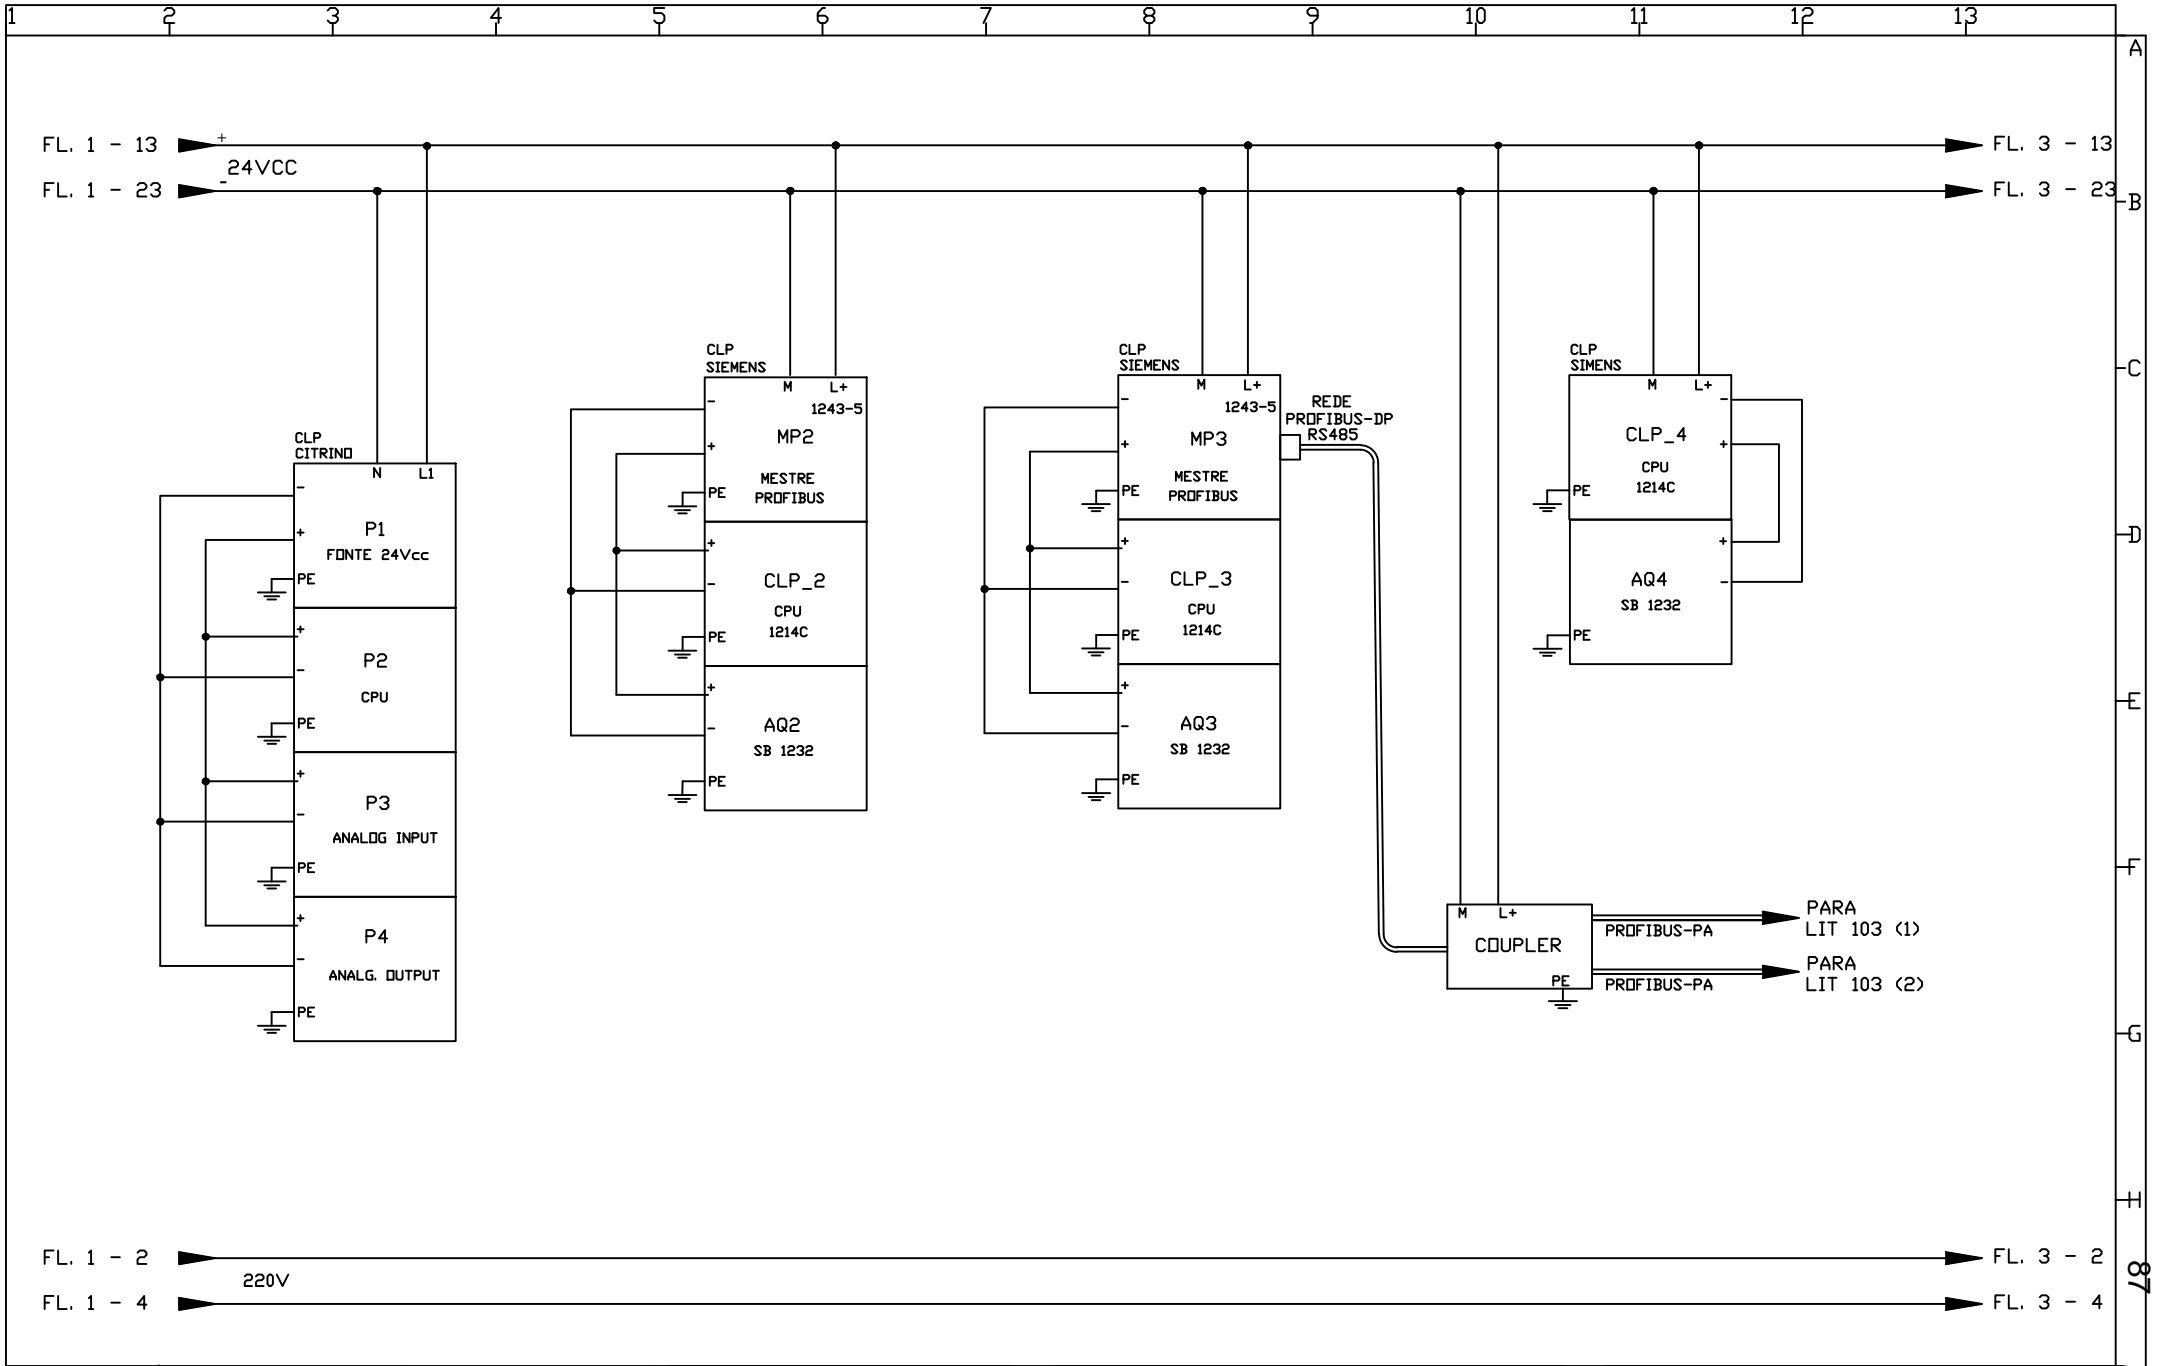 1 2 3 4 5 6 7 8 9 10 11 12 13
A
B
C
D
E
F
G
H
87
FL. 1 - 13
+
24VCC
-
FL. 1 - 23
FL. 3 - 13
FL. 3 - 23
CLP
CITRINO
N L1
-
P1
+
FONTE 24Vcc
PE
+
P2
-
CPU
PE
+
P3
-
ANALOG INPUT
PE
+
P4
-
ANALG. OUTPUT
PE
CLP
SIEMENS
M L+
-
1243-5
MP2
+
MESTRE
PROFIBUS
PE
+
CLP_2
-
CPU
1214C
PE
+
AQ2
-
SB 1232
PE
CLP
SIEMENS
M L+
-
1243-5
MP3
+
MESTRE
PROFIBUS
PE
+
CLP_3
-
CPU
1214C
PE
+
AQ3
-
SB 1232
PE
REDE
PROFIBUS-DP
RS485
CLP
SIMENS
M L+
-
CLP_4
+
CPU
1214C
PE
+
AQ4
-
SB 1232
PE
M L+
COUPLER
PE
PROFIBUS-PA
PARA
LIT 103 (1)
PROFIBUS-PA
PARA
LIT 103 (2)
FL. 1 - 2
220V
FL. 1 - 4
FL. 3 - 2
FL. 3 - 4